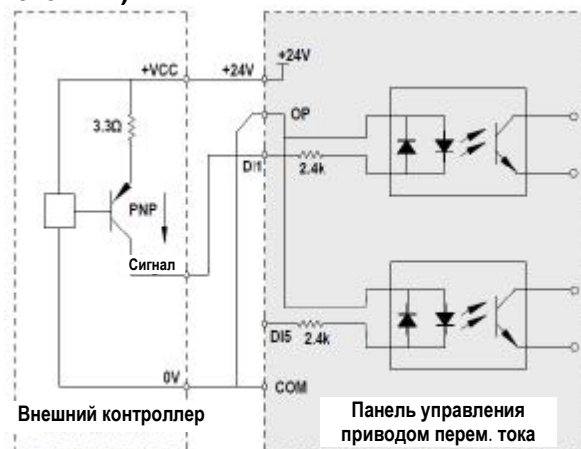 +VCC
+24V
+24V
OP
3.3Ω
DI1
2.4k
PNP
Сигнал
DI5
2.4k
0V
COM
Внешний контроллер
Панель управления
приводом перем. тока